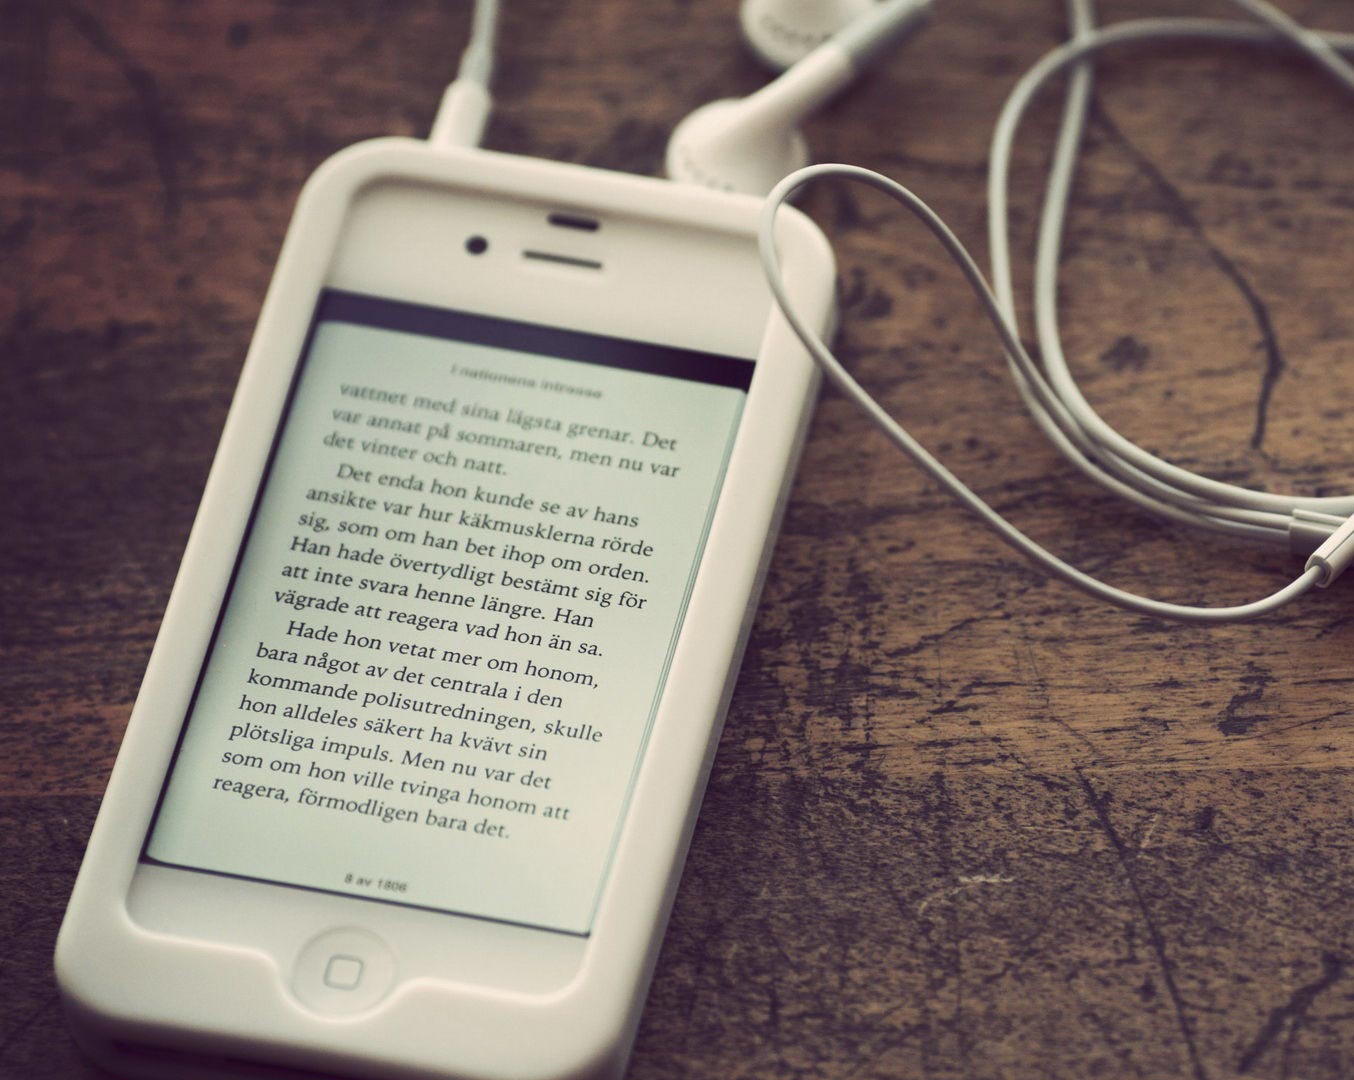 I nationens intresse
vattnet med sina lägsta grenar. Det
var annat på sommaren, men nu var
det vinter och natt.
Det enda hon kunde se av hans
ansikte var hur käkmusklerna rörde
sig, som om han bet ihop om orden.
Han hade övertydligt bestämt sig för
att inte svara henne längre. Han
vägrade att reagera vad hon än sa.
Hade hon vetat mer om honom,
bara något av det centrala i den
kommande polisutredningen, skulle
hon alldeles säkert ha kvävt sin
plötsliga impuls. Men nu var det
som om hon ville tvinga honom att
reagera, förmodligen bara det.
8 av 1806